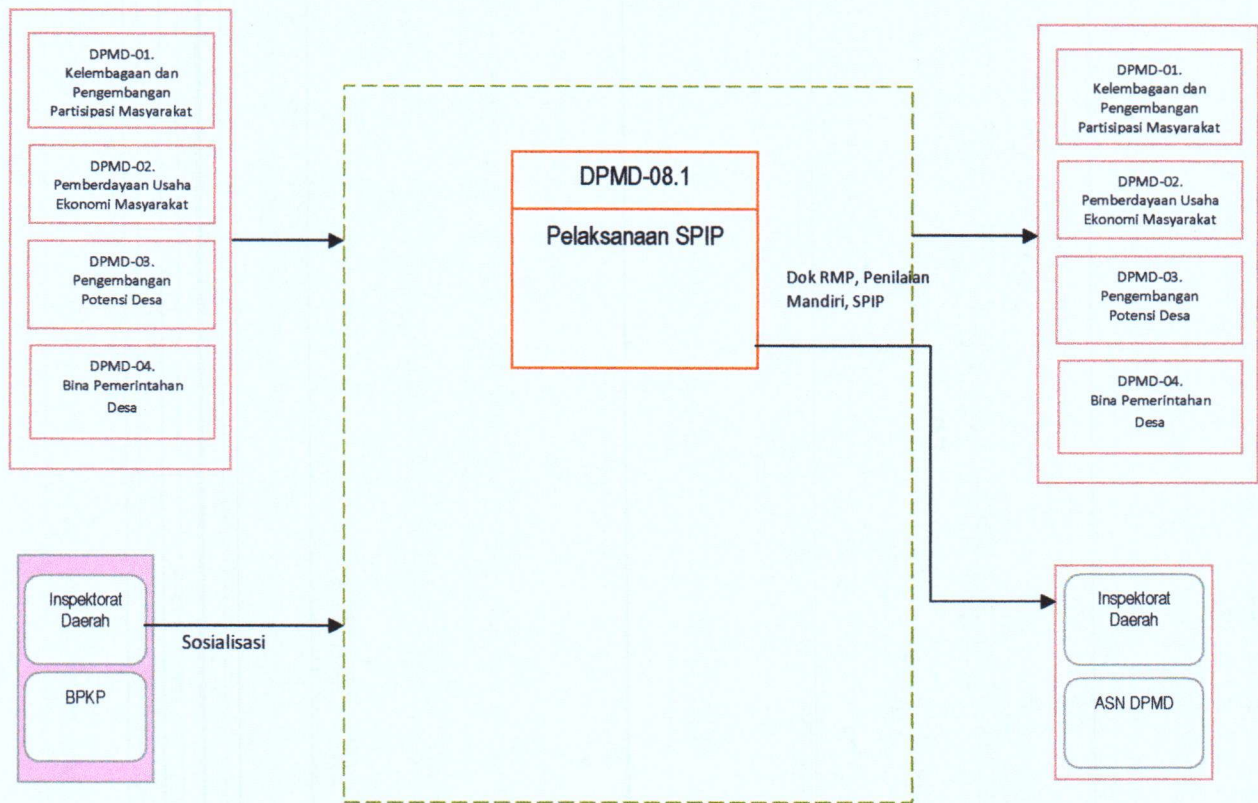 DPMD-01.
Kelembagaan dan
Pengembangan
Partisipasi Masyarakat
DPMD-02.
Pemberdayaan Usaha
Ekonomi Masyarakat
DPMD-03.
Pengembangan
Potensi Desa
DPMD-04.
Bina Pemerintahan
Desa
Inspektorat
Daerah
BPKP
Sosialisasi
DPMD-08.1
Pelaksanaan SPIP
Dok RMP, Penilaian
Mandiri, SPIP
DPMD-01.
Kelembagaan dan
Pengembangan
Partisipasi Masyarakat
DPMD-02.
Pemberdayaan Usaha
Ekonomi Masyarakat
DPMD-03.
Pengembangan
Potensi Desa
DPMD-04.
Bina Pemerintahan
Desa
Inspektorat
Daerah
ASN DPMD